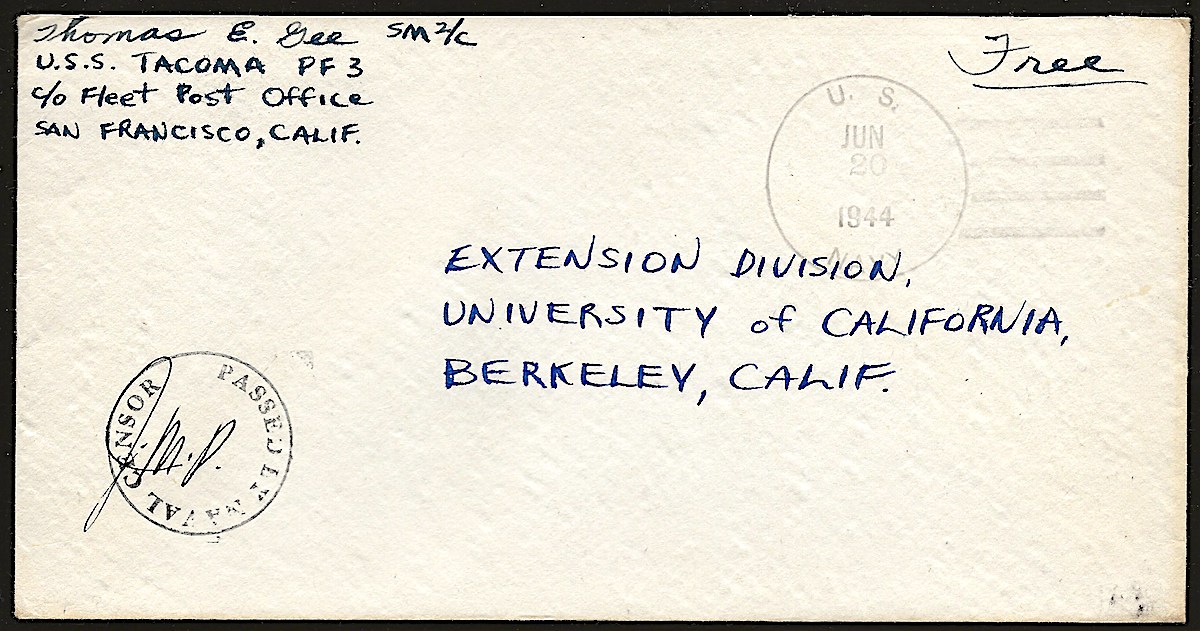 Thomas E. Gee SM2/c
U.S.S. TACOMA PF 3
c/o Fleet Post Office
SAN FRANCISCO, CALIF.
Free
U. S.
JUN
20
1944
NAVY
EXTENSION DIVISION,
UNIVERSITY of CALIFORNIA,
BERKELEY, CALIF.
PASSED BY NAVAL CENSOR
J.M.P.